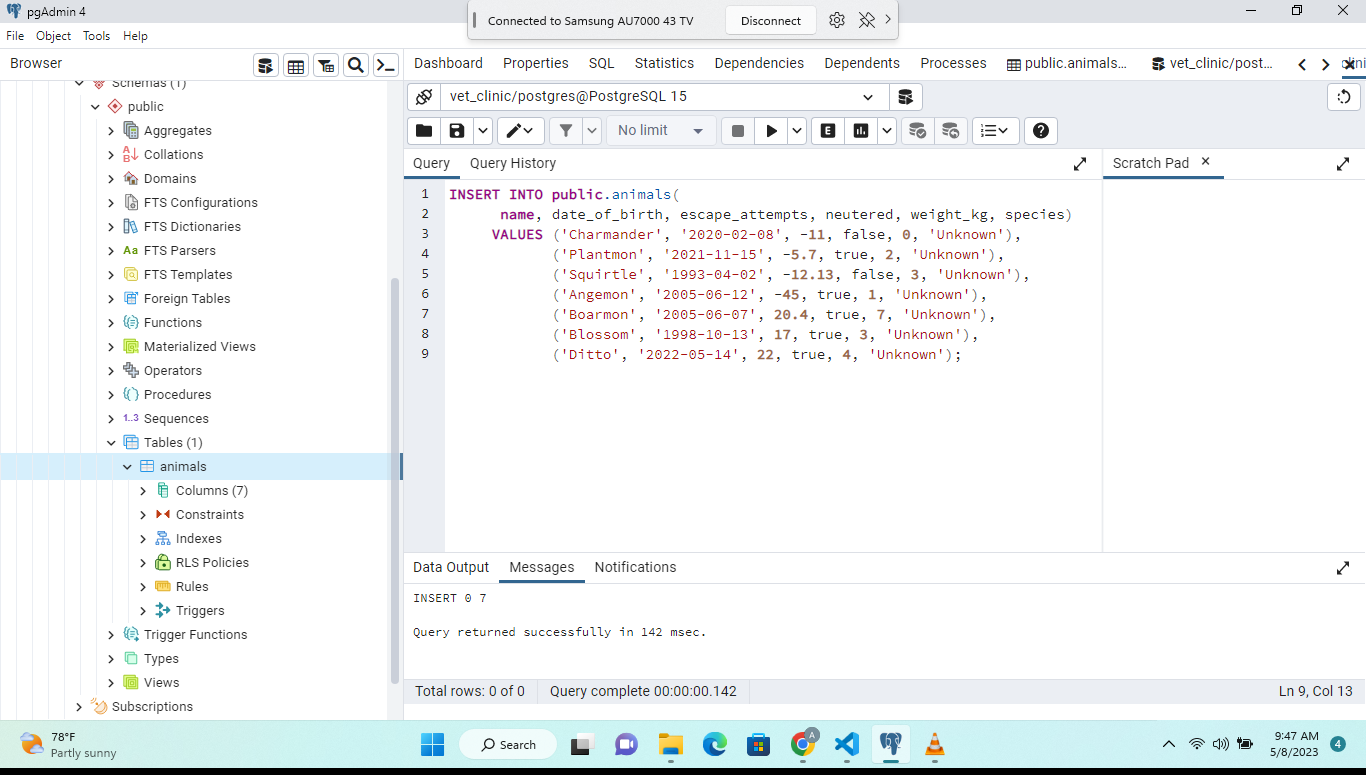 pgAdmin 4
Connected to Samsung AU7000 43 TV
Disconnect
File Object Tools Help
Browser
Dashboard Properties SQL Statistics Dependencies Dependents Processes public.animals... vet_clinic/post...
Schemas (1)
public
Aggregates
Collations
Domains
FTS Configurations
FTS Dictionaries
Aa FTS Parsers
FTS Templates
Foreign Tables
Functions
Materialized Views
Operators
Procedures
1..3 Sequences
Tables (1)
animals
Columns (7)
Constraints
Indexes
RLS Policies
Rules
Triggers
Trigger Functions
Types
Views
Subscriptions
vet_clinic/postgres@PostgreSQL 15
No limit
E
Query Query History
Scratch Pad
1 INSERT INTO public.animals(
2 name, date_of_birth, escape_attempts, neutered, weight_kg, species)
3 VALUES ('Charmander', '2020-02-08', -11, false, 0, 'Unknown'),
4 ('Plantmon', '2021-11-15', -5.7, true, 2, 'Unknown'),
5 ('Squirtle', '1993-04-02', -12.13, false, 3, 'Unknown'),
6 ('Angemon', '2005-06-12', -45, true, 1, 'Unknown'),
7 ('Boarmon', '2005-06-07', 20.4, true, 7, 'Unknown'),
8 ('Blossom', '1998-10-13', 17, true, 3, 'Unknown'),
9 ('Ditto', '2022-05-14', 22, true, 4, 'Unknown');
Data Output Messages Notifications
INSERT 0 7
Query returned successfully in 142 msec.
Total rows: 0 of 0 Query complete 00:00:00.142 Ln 9, Col 13
78°F
Partly sunny
Search
A
9:47 AM
5/8/2023
4